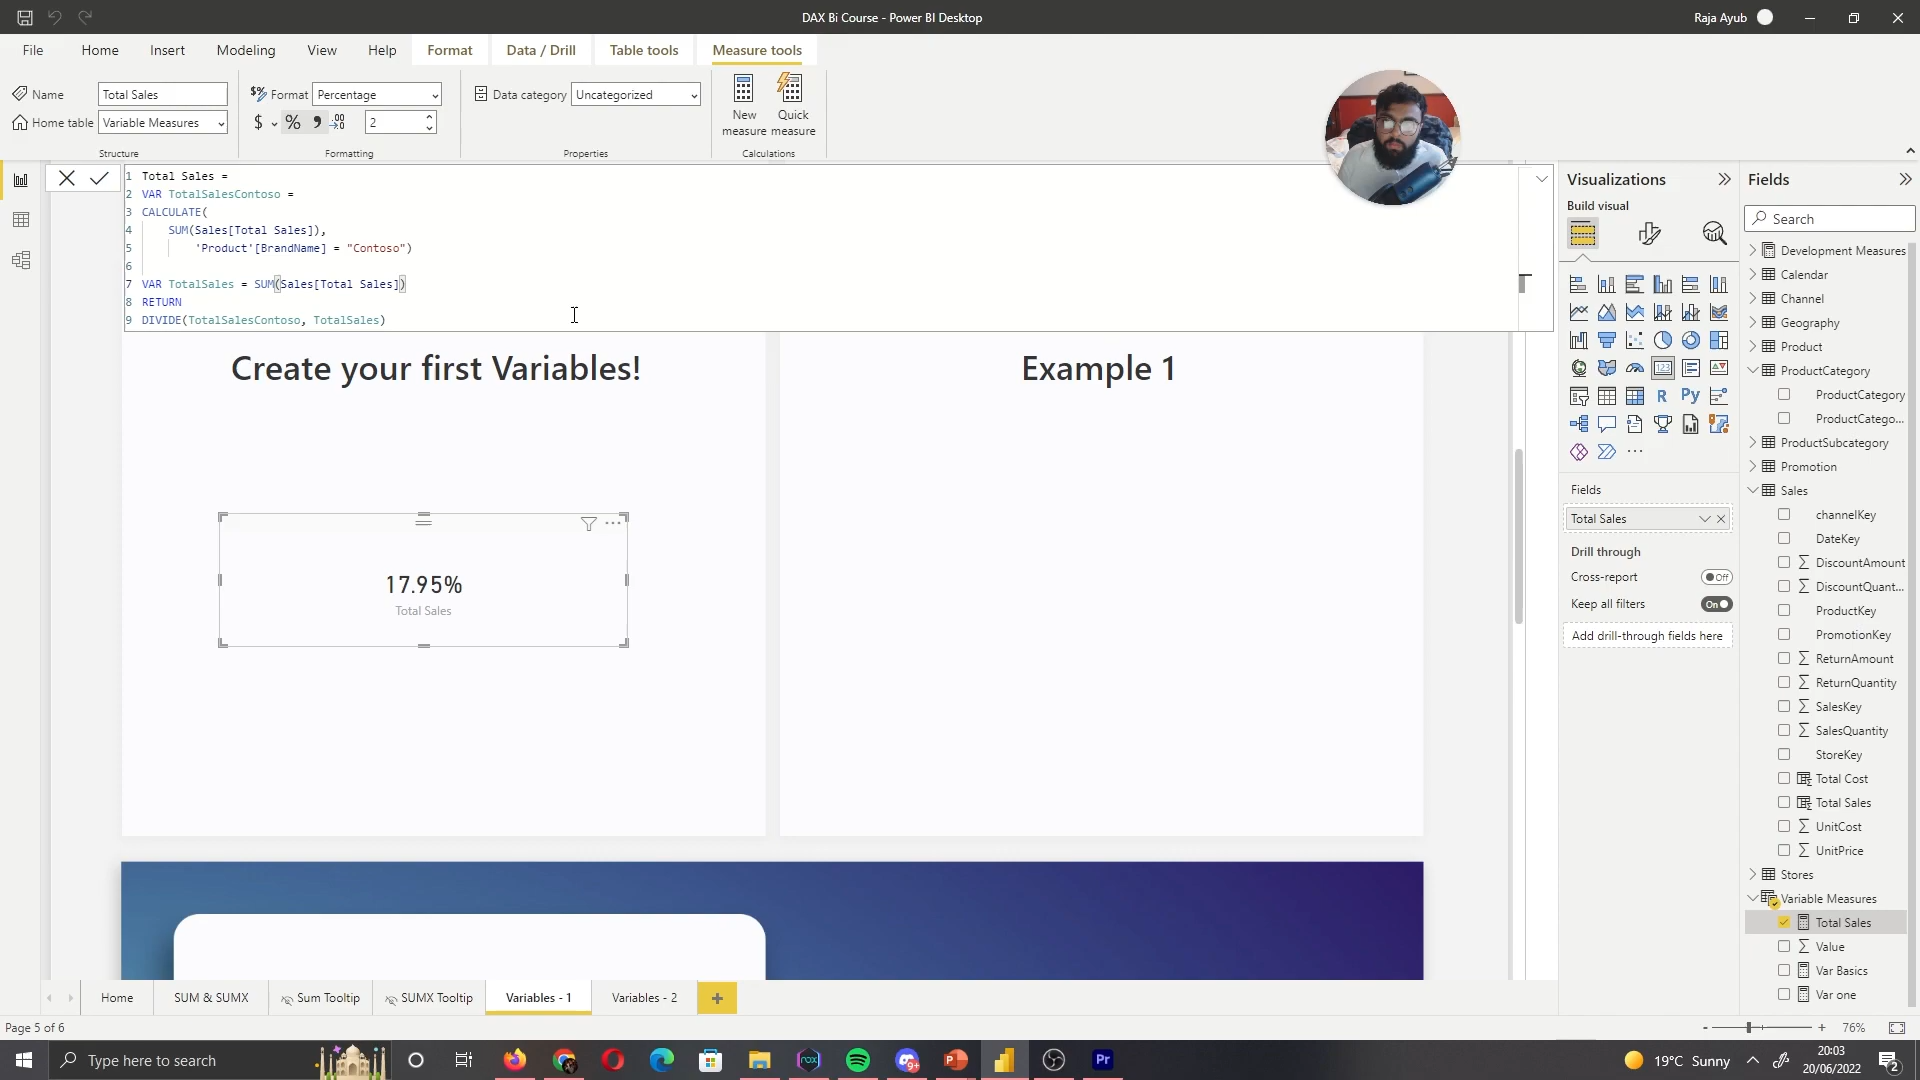 DAX Bi Course - Power BI Desktop
Raja Ayub
File Home Insert Modeling View Help Format Data / Drill Table tools Measure tools
Name Total Sales
Home table Variable Measures
Structure
Format Percentage
$ % 2
Formatting
Data category Uncategorized
Properties
New measure
Quick measure
Calculations
1 Total Sales =
2 VAR TotalSalesContoso =
3 CALCULATE(
4 SUM(Sales[Total Sales]),
5 'Product'[BrandName] = "Contoso")
6
7 VAR TotalSales = SUM(Sales[Total Sales])
8 RETURN
9 DIVIDE(TotalSalesContoso, TotalSales)
Create your first Variables!
17.95%
Total Sales
Example 1
Visualizations
Build visual
R Py
123
Fields
Total Sales
Drill through
Cross-report Off
Keep all filters On
Add drill-through fields here
Fields
Search
Development Measures
Calendar
Channel
Geography
Product
ProductCategory
ProductCategory
ProductCatego...
ProductSubcategory
Promotion
Sales
channelKey
DateKey
DiscountAmount
DiscountQuant...
ProductKey
PromotionKey
ReturnAmount
ReturnQuantity
SalesKey
SalesQuantity
StoreKey
Total Cost
Total Sales
UnitCost
UnitPrice
Stores
Variable Measures
Total Sales
Value
Var Basics
Var one
Home SUM & SUMX Sum Tooltip SUMX Tooltip Variables - 1 Variables - 2 +
Page 5 of 6
- + 76%
Type here to search
nox
9+
Pr
19°C Sunny
20:03
20/06/2022
2